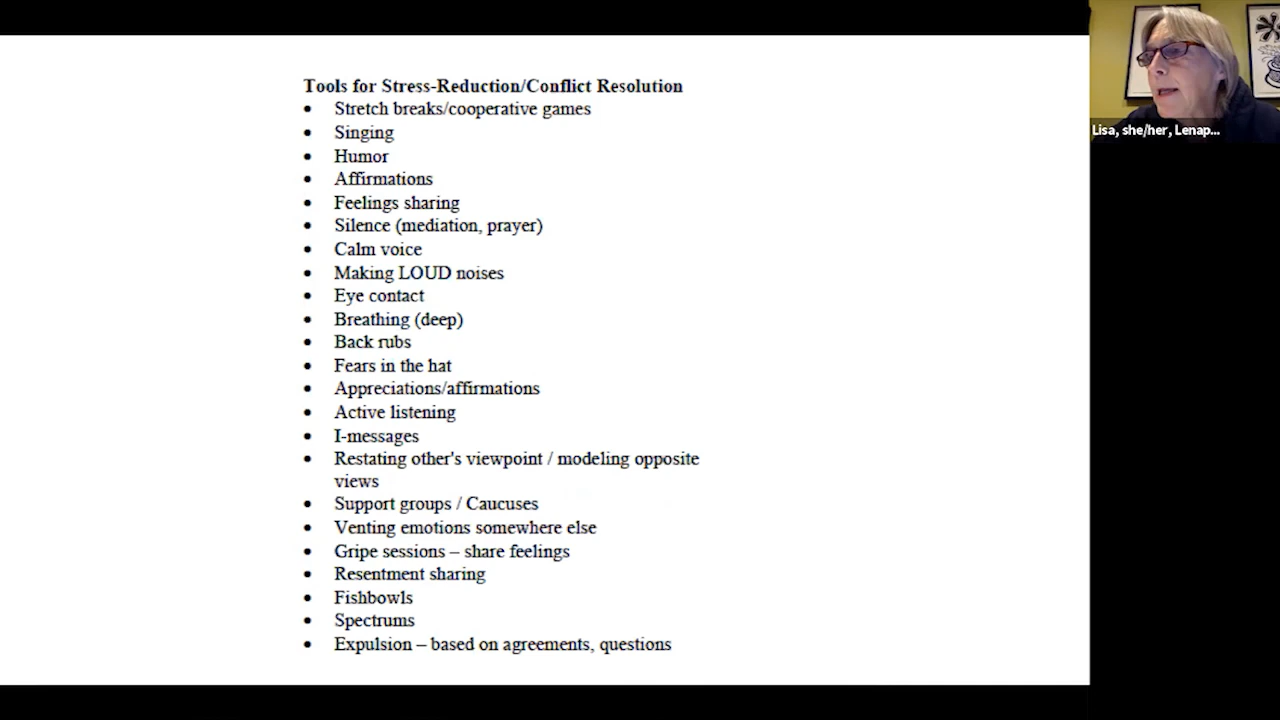 Tools for Stress-Reduction/Conflict Resolution
• Stretch breaks/cooperative games
• Singing
• Humor
• Affirmations
• Feelings sharing
• Silence (mediation, prayer)
• Calm voice
• Making LOUD noises
• Eye contact
• Breathing (deep)
• Back rubs
• Fears in the hat
• Appreciations/affirmations
• Active listening
• I-messages
• Restating other's viewpoint / modeling opposite
views
• Support groups / Caucuses
• Venting emotions somewhere else
• Gripe sessions – share feelings
• Resentment sharing
• Fishbowls
• Spectrums
• Expulsion – based on agreements, questions
Lisa, she/her, Lenap...